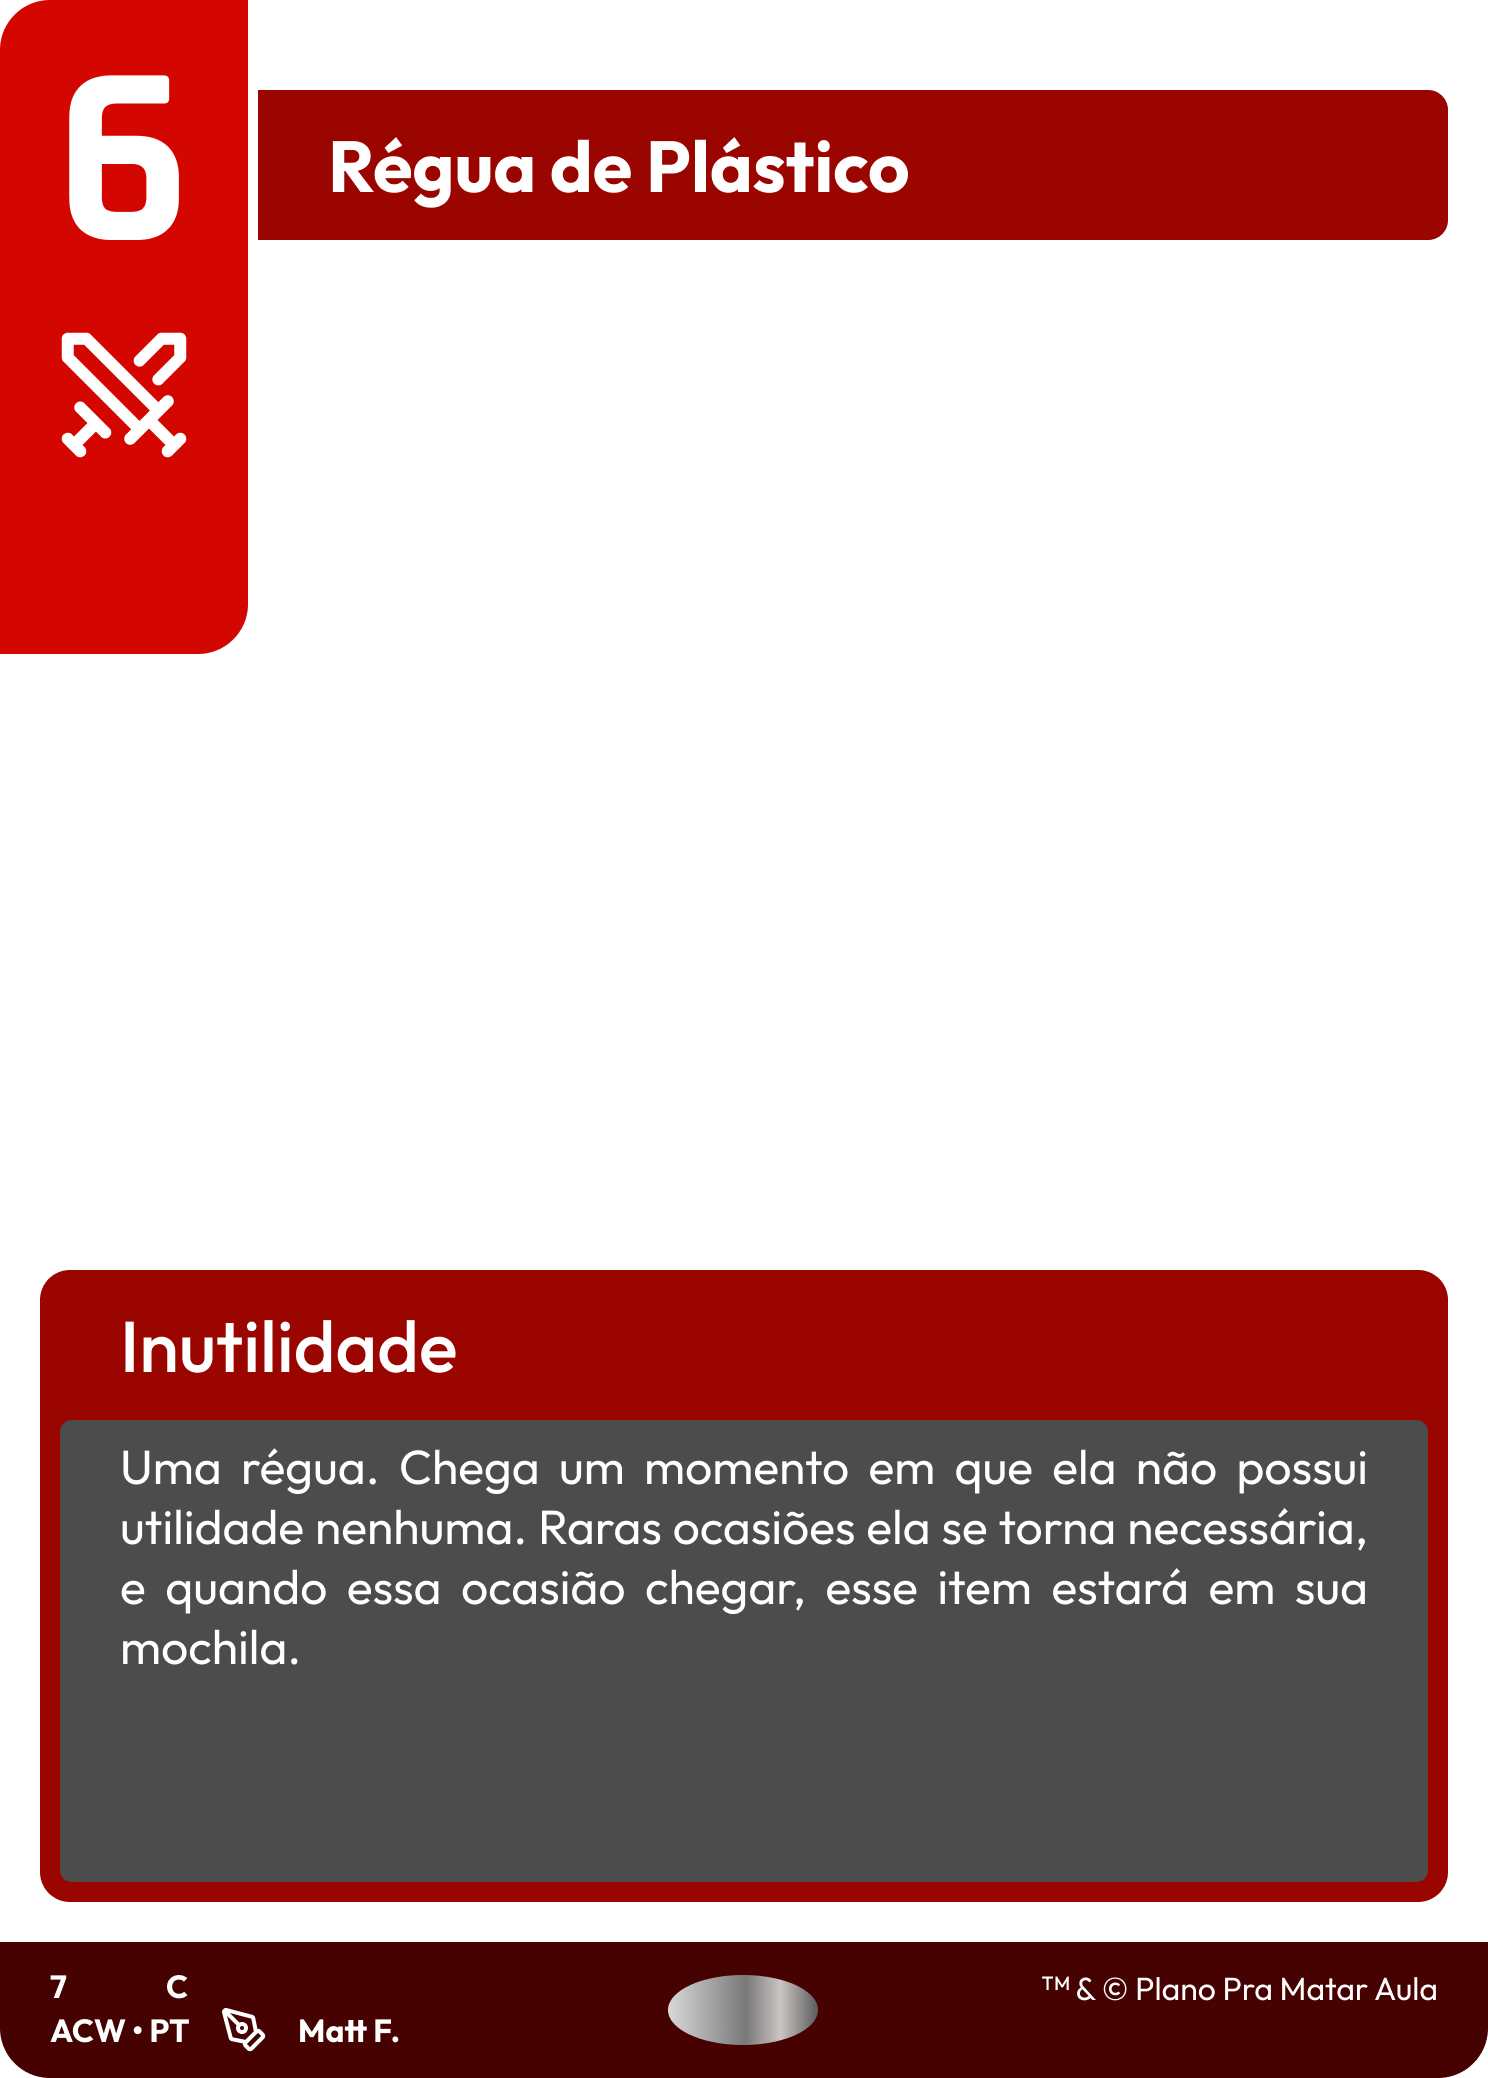 6
Régua de Plástico
Inutilidade
Uma régua. Chega um momento em que ela não possui
utilidade nenhuma. Raras ocasiões ela se torna necessária,
e quando essa ocasião chegar, esse item estará em sua
mochila.
7 C
ACW • PT Matt F.
™ & © Plano Pra Matar Aula